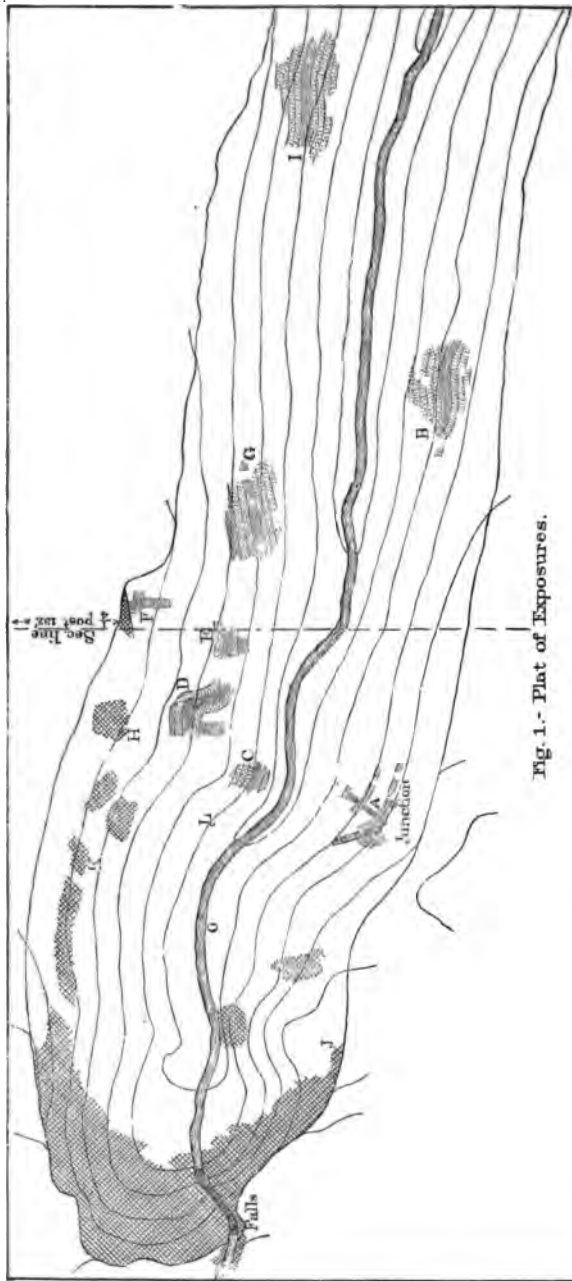 I
G
B
F
Sec. line
E
D
H
C
L
A
Junction
J
Falls
Fig. 1.- Plat of Exposures.